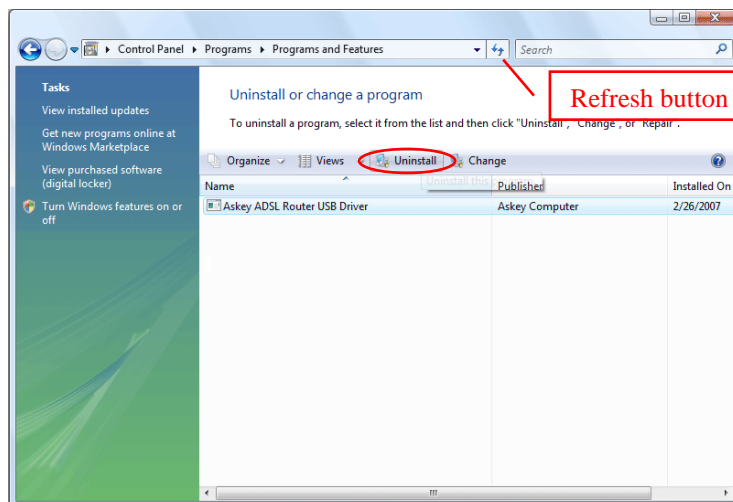 Control Panel ▸ Programs ▸ Programs and Features
Search
Refresh button
Tasks
View installed updates
Get new programs online at
Windows Marketplace
View purchased software
(digital locker)
Turn Windows features on or
off
Uninstall or change a program
To uninstall a program, select it from the list and then click "Uninstall", "Change", or "Repair".
Organize Views Uninstall Change
Uninstall this
Name Publisher Installed On
Askey ADSL Router USB Driver Askey Computer 2/26/2007